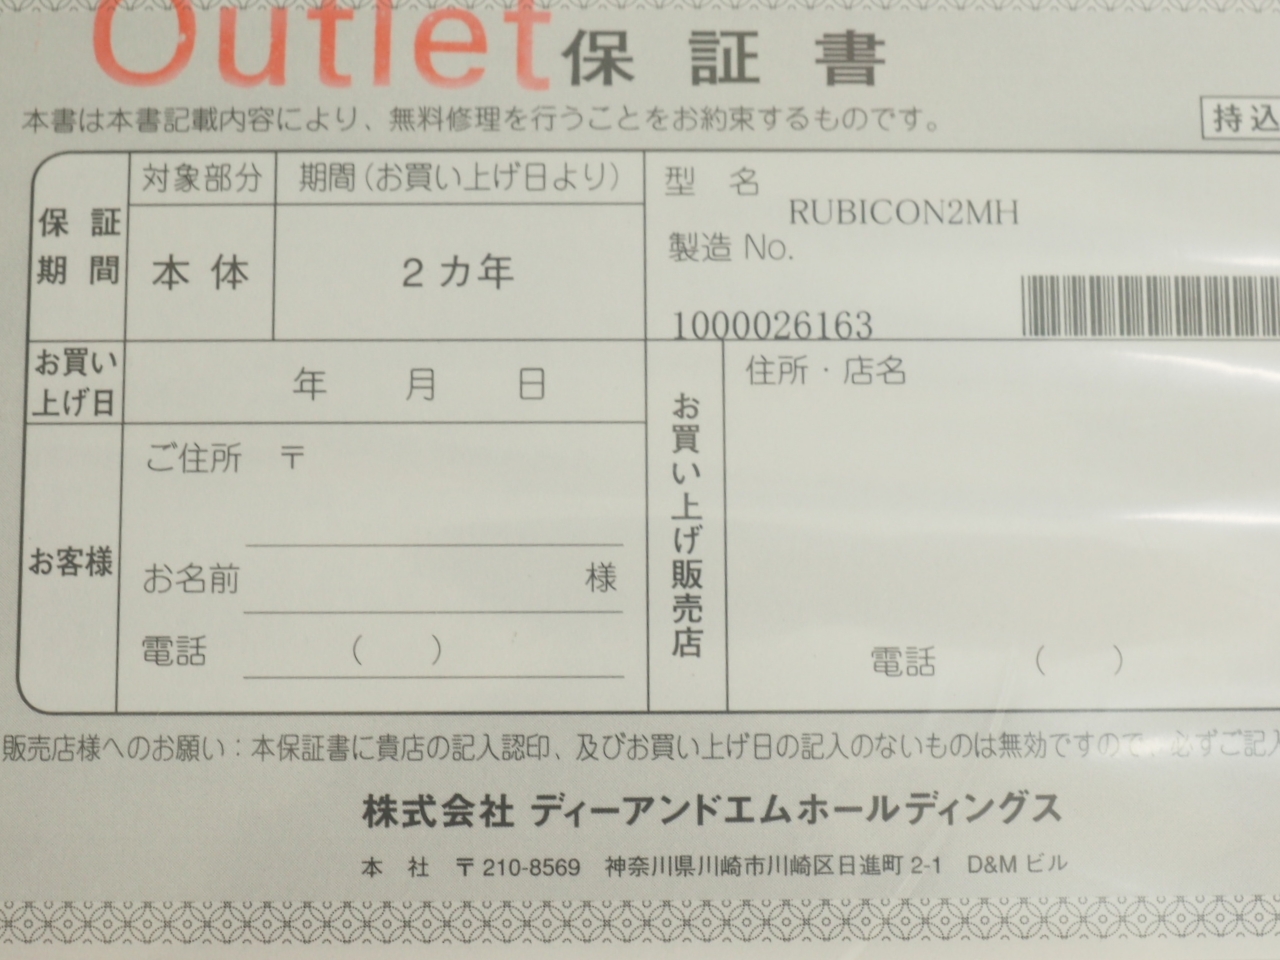 Outlet 保証書
本書は本書記載内容により、無料修理を行うことをお約束するものです。
持込
保証期間
対象部分
期間(お買い上げ日より)
本体
2カ年
型名
RUBICON2MH
製造 No.
1000026163
お買い上げ日
年 月 日
お客様
ご住所 〒
お名前 様
電話 ( )
お買い上げ販売店
住所・店名
電話 ( )
販売店様へのお願い:本保証書に貴店の記入認印、及びお買い上げ日の記入のないものは無効ですので、必ずご記入
株式会社 ディーアンドエムホールディングス
本 社 〒210-8569 神奈川県川崎市川崎区日進町 2-1 D&M ビル